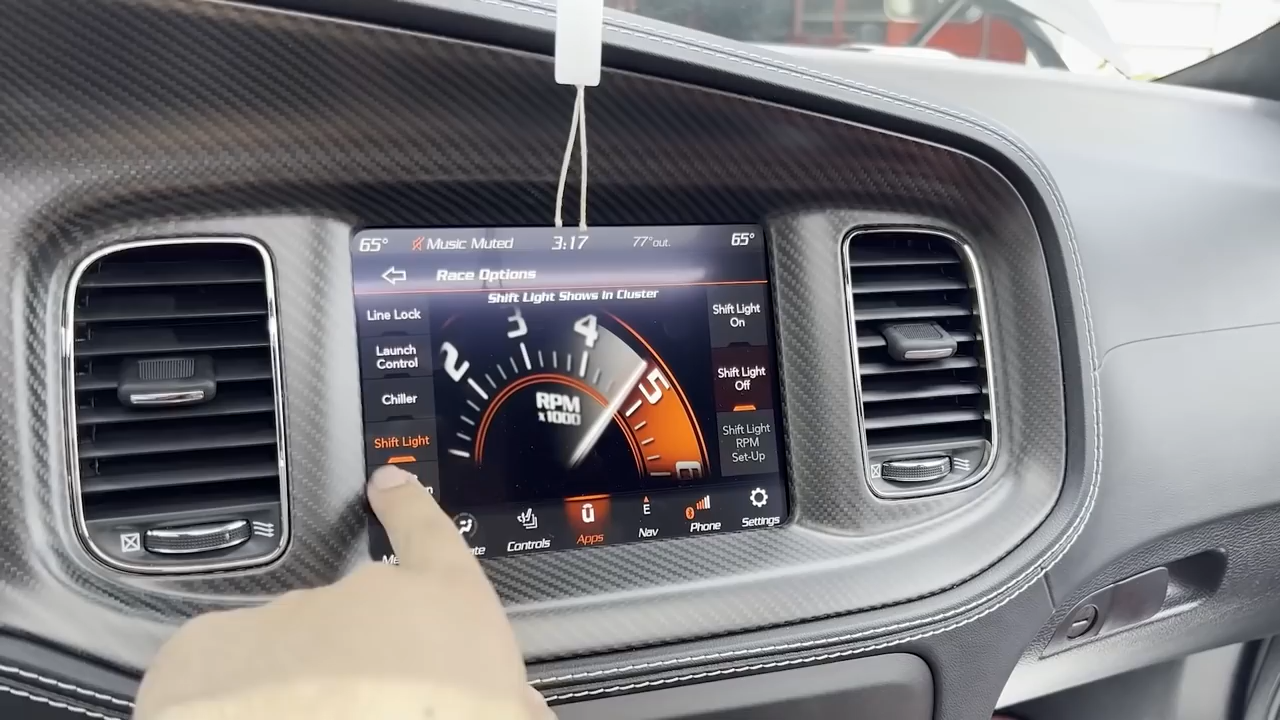 65° Music Muted 3:17 77°out. 65°
Race Options
Shift Light Shows In Cluster
Line Lock
Launch
Control
Chiller
Shift Light
2 3 4 5
RPM
x1000
Shift Light
On
Shift Light
Off
Shift Light
RPM
Set-Up
Controls
Apps
E
Nav
Phone
Settings